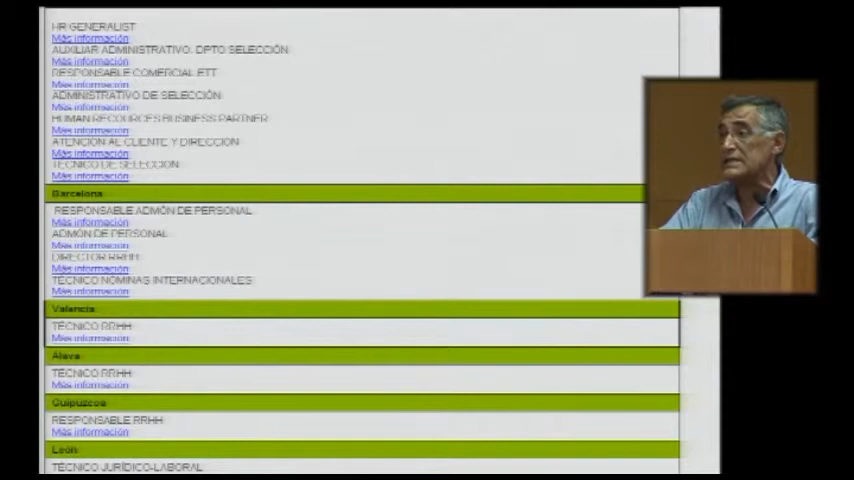 HR GENERALIST
Más información
AUXILIAR ADMINISTRATIVO. DPTO SELECCIÓN
Más información
RESPONSABLE COMERCIAL ETT
Más información
ADMINISTRATIVO DE SELECCIÓN
Más información
HUMAN RECOURCES BUSINESS PARTNER
Más información
ATENCIÓN AL CLIENTE Y DIRECCIÓN
Más información
TÉCNICO DE SELECCIÓN
Más información
Barcelona
RESPONSABLE ADMÓN DE PERSONAL
Más información
ADMÓN DE PERSONAL
Más información
DIRECTOR RRHH
Más información
TÉCNICO NÓMINAS INTERNACIONALES
Más información
Valencia
TÉCNICO RRHH
Más información
Álava
TÉCNICO RRHH
Más información
Guipuzcoa
RESPONSABLE RRHH
Más información
León
TÉCNICO JURÍDICO-LABORAL